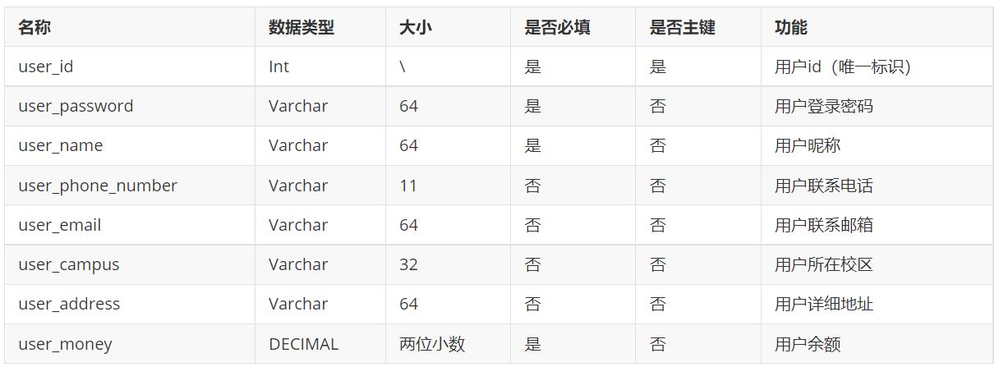 名称 数据类型 大小 是否必填 是否主键 功能
user_id Int \ 是 是 用户id（唯一标识）
user_password Varchar 64 是 否 用户登录密码
user_name Varchar 64 是 否 用户昵称
user_phone_number Varchar 11 否 否 用户联系电话
user_email Varchar 64 否 否 用户联系邮箱
user_campus Varchar 32 否 否 用户所在校区
user_address Varchar 64 否 否 用户详细地址
user_money DECIMAL 两位小数 是 否 用户余额